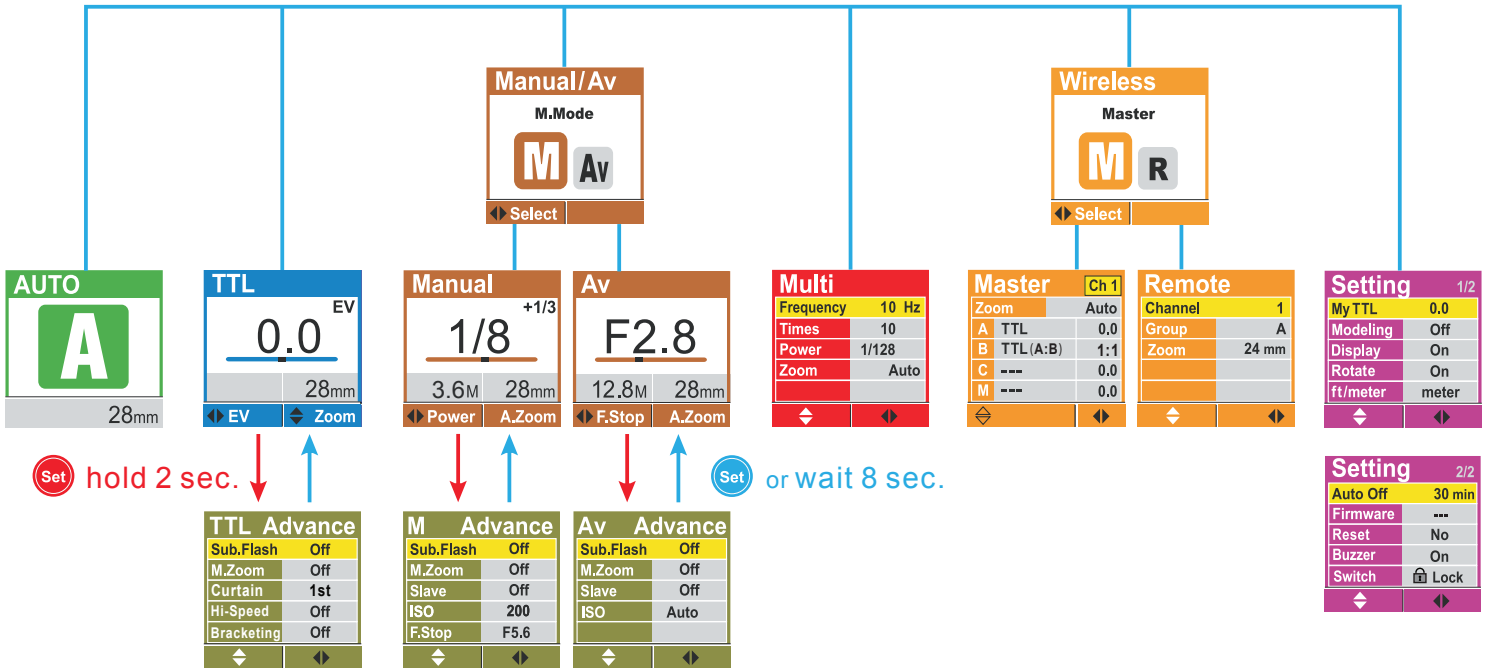 Manual/Av
M.Mode
M Av
Select
Wireless
Master
M R
Select
AUTO
A
28mm
TTL
EV
0.0
28mm
EV Zoom
Manual
+1/3
1/8
3.6M 28mm
Power A.Zoom
Av
F2.8
12.8M 28mm
F.Stop A.Zoom
Multi
Frequency 10 Hz
Times 10
Power 1/128
Zoom Auto
Master Ch 1
Zoom Auto
A TTL 0.0
B TTL(A:B) 1:1
C --- 0.0
M --- 0.0
Remote
Channel 1
Group A
Zoom 24 mm
Setting 1/2
My TTL 0.0
Modeling Off
Display On
Rotate On
ft/meter meter
Set hold 2 sec.
Set or wait 8 sec.
TTL Advance
Sub.Flash Off
M.Zoom Off
Curtain 1st
Hi-Speed Off
Bracketing Off
M Advance
Sub.Flash Off
M.Zoom Off
Slave Off
ISO 200
F.Stop F5.6
Av Advance
Sub.Flash Off
M.Zoom Off
Slave Off
ISO Auto
Setting 2/2
Auto Off 30 min
Firmware ---
Reset No
Buzzer On
Switch Lock